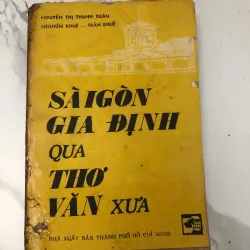 NGUYỄN THỊ THANH XUÂN
NGUYỄN KHUÊ — TRẦN KHUÊ
SÀIGÒN
GIA ĐỊNH
QUA
THƠ
VĂN XƯA
NHÀ XUẤT BẢN THÀNH PHỐ HỒ CHÍ MINH